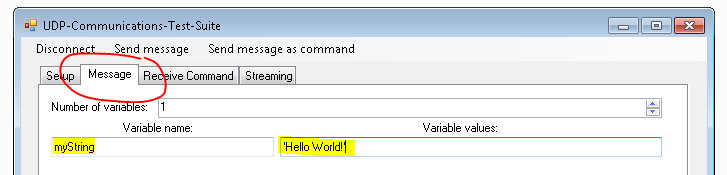 UDP-Communications-Test-Suite
Disconnect Send message Send message as command
Setup Message Receive Command Streaming
Number of variables: 1
Variable name: Variable values:
myString 'Hello World!'